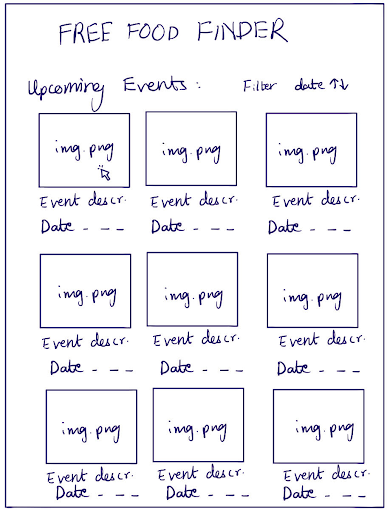 FREE FOOD FINDER
Upcoming Events : Filter date ↑↓
img.png img.png img.png
Event descr. Event descr. Event descr.
Date - - - Date - - - Date - - -
img.png img.png img.png
Event descr. Event descr. Event descr.
Date - - - Date - - - Date - - -
img.png img.png img.png
Event descr. Event descr. Event descr.
Date - - - Date - - - Date - - -